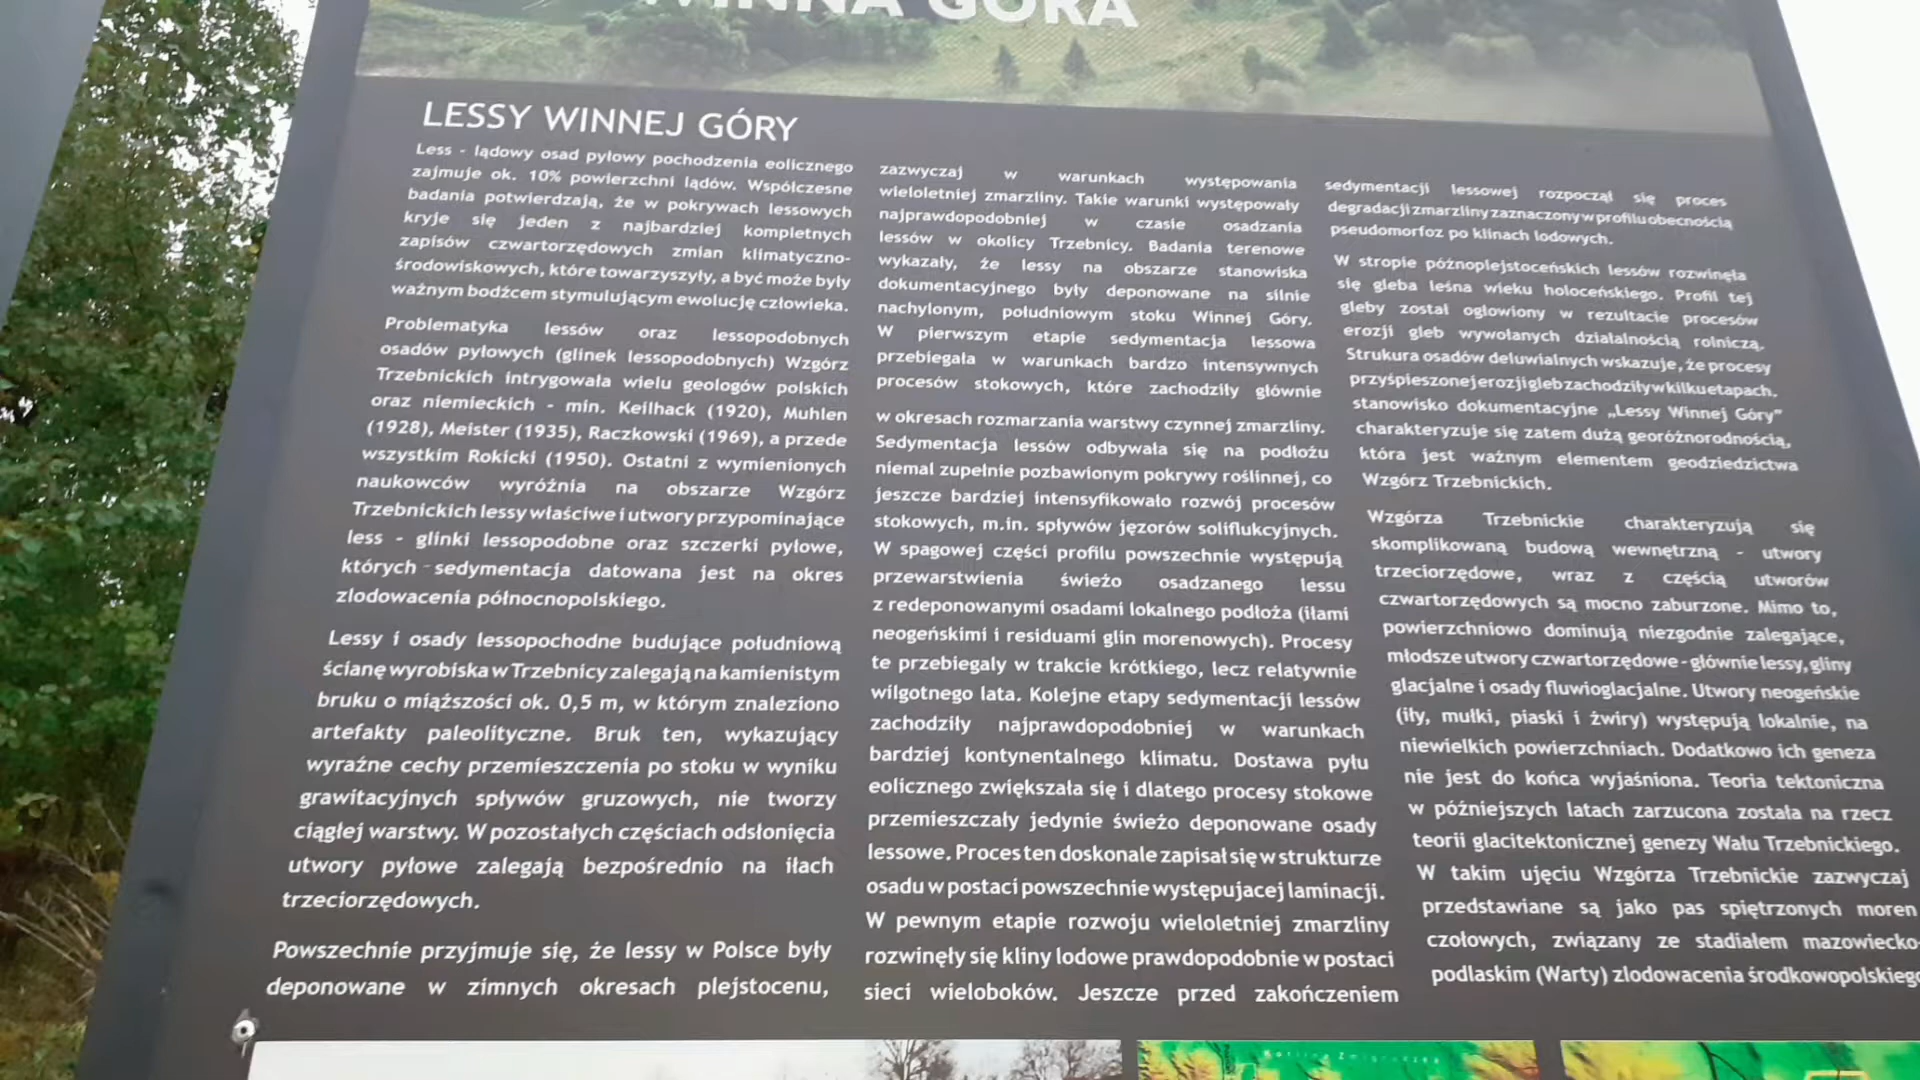 WINNA GÓRA
LESSY WINNEJ GÓRY
Less - lądowy osad pyłowy pochodzenia eolicznego
zajmuje ok. 10% powierzchni lądów. Współczesne
badania potwierdzają, że w pokrywach lessowych
kryje się jeden z najbardziej kompletnych
zapisów czwartorzędowych zmian klimatyczno-
środowiskowych, które towarzyszyły, a być może były
ważnym bodźcem stymulującym ewolucję człowieka.
Problematyka lessów oraz lessopodobnych
osadów pyłowych (glinek lessopodobnych) Wzgórz
Trzebnickich intrygowała wielu geologów polskich
oraz niemieckich - min. Keilhack (1920), Muhlen
(1928), Meister (1935), Raczkowski (1969), a przede
wszystkim Rokicki (1950). Ostatni z wymienionych
naukowców wyróżnia na obszarze Wzgórz
Trzebnickich lessy właściwe i utwory przypominające
less - glinki lessopodobne oraz szczerki pyłowe,
których - sedymentacja datowana jest na okres
zlodowacenia północnopolskiego.
Lessy i osady lessopochodne budujące południową
ścianę wyrobiska w Trzebnicy zalegają na kamienistym
bruku o miąższości ok. 0,5 m, w którym znaleziono
artefakty paleolityczne. Bruk ten, wykazujący
wyraźne cechy przemieszczenia po stoku w wyniku
grawitacyjnych spływów gruzowych, nie tworzy
ciągłej warstwy. W pozostałych częściach odsłonięcia
utwory pyłowe zalegają bezpośrednio na iłach
trzeciorzędowych.
Powszechnie przyjmuje się, że lessy w Polsce były
deponowane w zimnych okresach plejstocenu,
zazwyczaj w warunkach występowania
wieloletniej zmarzliny. Takie warunki występowały
najprawdopodobniej w czasie osadzania
lessów w okolicy Trzebnicy. Badania terenowe
wykazały, że lessy na obszarze stanowiska
dokumentacyjnego były deponowane na silnie
nachylonym, południowym stoku Winnej Góry.
W pierwszym etapie sedymentacja lessowa
przebiegała w warunkach bardzo intensywnych
procesów stokowych, które zachodziły głównie
w okresach rozmarzania warstwy czynnej zmarzliny.
Sedymentacja lessów odbywała się na podłożu
niemal zupełnie pozbawionym pokrywy roślinnej, co
jeszcze bardziej intensyfikowało rozwój procesów
stokowych, m.in. spływów jęzorów soliflukcyjnych.
W spągowej części profilu powszechnie występują
przewarstwienia świeżo osadzanego lessu
z redeponowanymi osadami lokalnego podłoża (iłami
neogeńskimi i residuami glin morenowych). Procesy
te przebiegały w trakcie krótkiego, lecz relatywnie
wilgotnego lata. Kolejne etapy sedymentacji lessów
zachodziły najprawdopodobniej w warunkach
bardziej kontynentalnego klimatu. Dostawa pyłu
eolicznego zwiększała się i dlatego procesy stokowe
przemieszczały jedynie świeżo deponowane osady
lessowe. Proces ten doskonale zapisał się w strukturze
osadu w postaci powszechnie występujacej laminacji.
W pewnym etapie rozwoju wieloletniej zmarzliny
rozwinęły się kliny lodowe prawdopodobnie w postaci
sieci wieloboków. Jeszcze przed zakończeniem
sedymentacji lessowej rozpoczął się proces
degradacji zmarzliny zaznaczony w profilu obecnością
pseudomorfoz po klinach lodowych.
W stropie późnoplejstoceńskich lessów rozwinęła
się gleba leśna wieku holoceńskiego. Profil tej
gleby został ogłowiony w rezultacie procesów
erozji gleb wywołanych działalnością rolniczą.
Strukura osadów deluwialnych wskazuje, że procesy
przyśpieszonej erozji gleb zachodziły w kilku etapach.
stanowisko dokumentacyjne „Lessy Winnej Góry”
charakteryzuje się zatem dużą georóżnorodnością,
która jest ważnym elementem geodziedzictwa
Wzgórz Trzebnickich.
Wzgórza Trzebnickie charakteryzują się
skomplikowaną budową wewnętrzną - utwory
trzeciorzędowe, wraz z częścią utworów
czwartorzędowych są mocno zaburzone. Mimo to,
powierzchniowo dominują niezgodnie zalegające,
młodsze utwory czwartorzędowe - głównie lessy, gliny
glacjalne i osady fluwioglacjalne. Utwory neogeńskie
(iły, mułki, piaski i żwiry) występują lokalnie, na
niewielkich powierzchniach. Dodatkowo ich geneza
nie jest do końca wyjaśniona. Teoria tektoniczna
w późniejszych latach zarzucona została na rzecz
teorii glacitektonicznej genezy Wału Trzebnickiego.
W takim ujęciu Wzgórza Trzebnickie zazwyczaj
przedstawiane są jako pas spiętrzonych moren
czołowych, związany ze stadiałem mazowiecko-
podlaskim (Warty) zlodowacenia środkowopolskiego